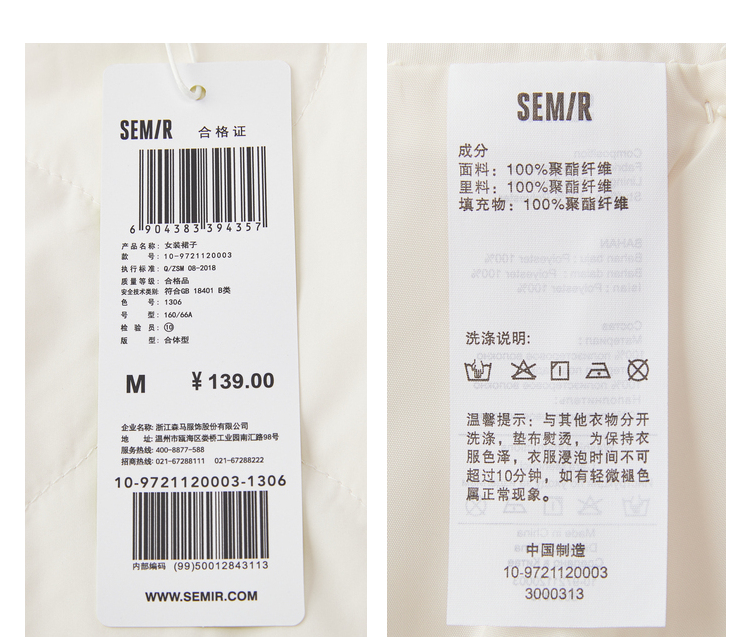 SEMIR 合格证
6 904383 394357
产品名称: 女装裙子
款 号: 10-9721120003
执行标准: Q/ZSM 08-2018
质量等级: 合格品
安全技术类别: 符合GB 18401 B类
色 号: 1306
型 号: 160/66A
检 验 员: ⑩
版 型: 合体型
M ¥139.00
企业名称: 浙江森马服饰股份有限公司
地 址: 温州市瓯海区娄桥工业园南汇路98号
服务热线: 400-8877-588
招商热线: 021-67288111 021-67288222
10-9721120003-1306
内部编码 (99)50012843113
WWW.SEMIR.COM
SEMIR
成分
面料: 100%聚酯纤维
里料: 100%聚酯纤维
填充物: 100%聚酯纤维
洗涤说明:
温馨提示: 与其他衣物分开
洗涤, 垫布熨烫, 为保持衣
服色泽, 衣服浸泡时间不可
超过10分钟, 如有轻微褪色
属正常现象。
中国制造
10-9721120003
3000313